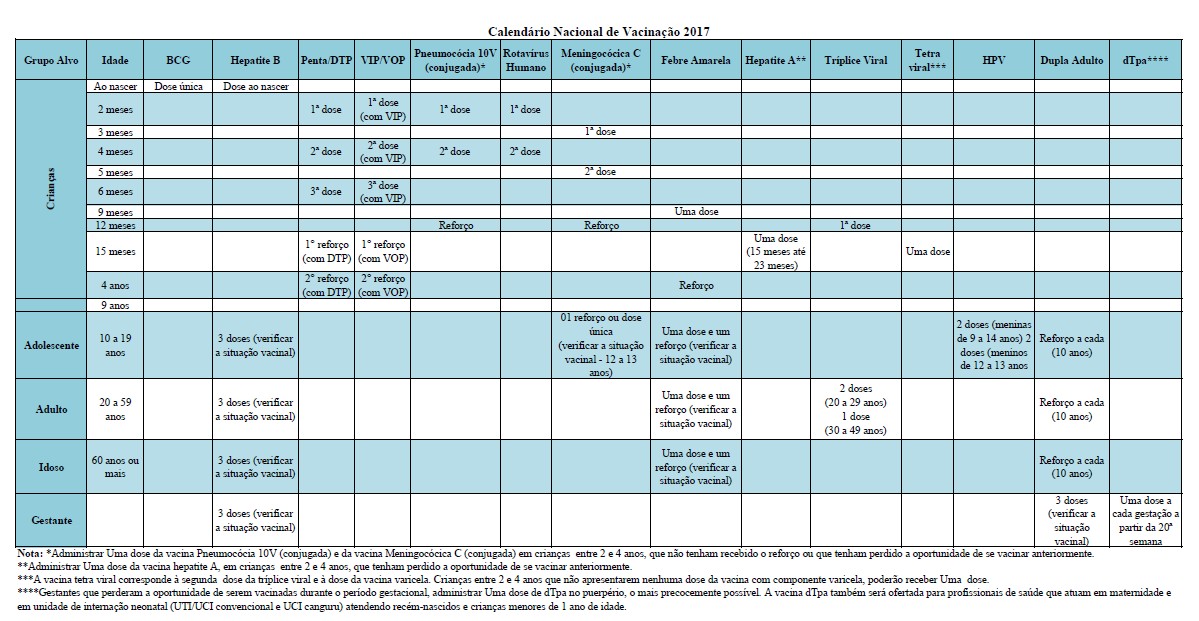 Calendário Nacional de Vacinação 2017
Grupo Alvo Idade BCG Hepatite B Penta/DTP VIP/VOP Pneumocócia 10V (conjugada)* Rotavírus Humano Meningocócica C (conjugada)* Febre Amarela Hepatite A** Tríplice Viral Tetra viral*** HPV Dupla Adulto dTpa****
Crianças
Ao nascer Dose única Dose ao nascer
2 meses 1ª dose 1ª dose (com VIP) 1ª dose 1ª dose
3 meses 1ª dose
4 meses 2ª dose 2ª dose (com VIP) 2ª dose 2ª dose
5 meses 2ª dose
6 meses 3ª dose 3ª dose (com VIP)
9 meses Uma dose
12 meses Reforço Reforço 1ª dose
15 meses 1° reforço (com DTP) 1° reforço (com VOP) Uma dose (15 meses até 23 meses) Uma dose
4 anos 2° reforço (com DTP) 2° reforço (com VOP) Reforço
9 anos
Adolescente 10 a 19 anos 3 doses (verificar a situação vacinal) 01 reforço ou dose única (verificar a situação vacinal - 12 a 13 anos) Uma dose e um reforço (verificar a situação vacinal) 2 doses (meninas de 9 a 14 anos) 2 doses (meninos de 12 a 13 anos Reforço a cada (10 anos)
Adulto 20 a 59 anos 3 doses (verificar a situação vacinal) Uma dose e um reforço (verificar a situação vacinal) 2 doses (20 a 29 anos) 1 dose (30 a 49 anos) Reforço a cada (10 anos)
Idoso 60 anos ou mais 3 doses (verificar a situação vacinal) Uma dose e um reforço (verificar a situação vacinal) Reforço a cada (10 anos)
Gestante 3 doses (verificar a situação vacinal) 3 doses (verificar a situação vacinal) Uma dose a cada gestação a partir da 20ª semana
Nota: *Administrar Uma dose da vacina Pneumocócia 10V (conjugada) e da vacina Meningocócica C (conjugada) em crianças entre 2 e 4 anos, que não tenham recebido o reforço ou que tenham perdido a oportunidade de se vacinar anteriormente.
**Administrar Uma dose da vacina hepatite A, em crianças entre 2 e 4 anos, que tenham perdido a oportunidade de se vacinar anteriormente.
***A vacina tetra viral corresponde à segunda dose da tríplice viral e à dose da vacina varicela. Crianças entre 2 e 4 anos que não apresentarem nenhuma dose da vacina com componente varicela, poderão receber Uma dose.
****Gestantes que perderam a oportunidade de serem vacinadas durante o período gestacional, administrar Uma dose de dTpa no puerpério, o mais precocemente possível. A vacina dTpa também será ofertada para profissionais de saúde que atuam em maternidade e
em unidade de internação neonatal (UTI/UCI convencional e UCI canguru) atendendo recém-nascidos e crianças menores de 1 ano de idade.